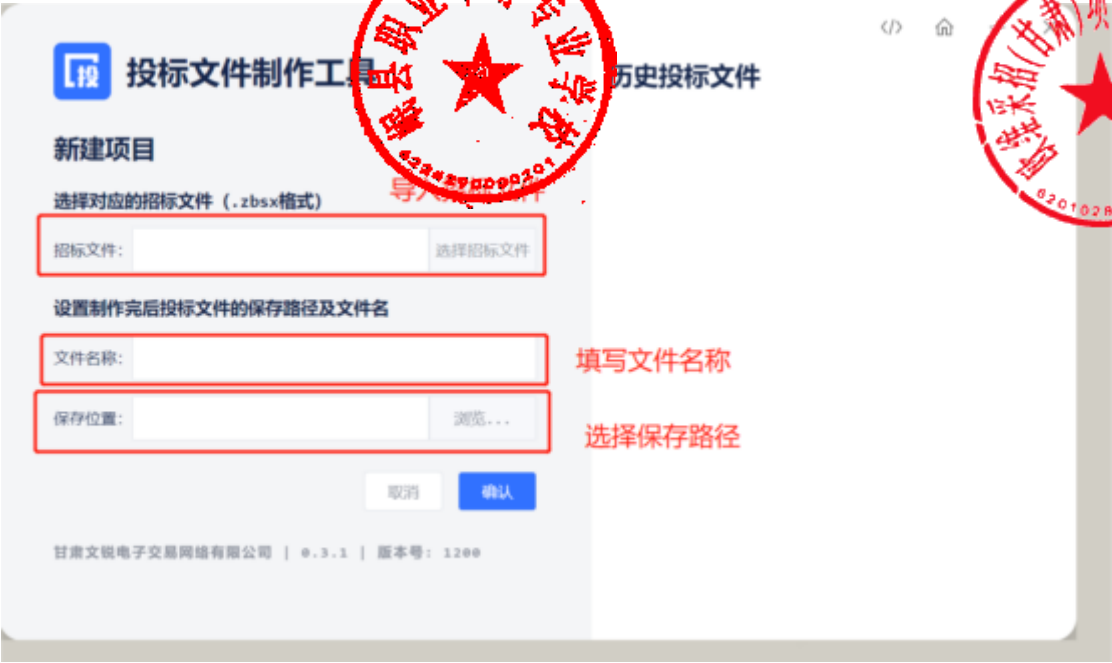 投标文件制作工具
历史投标文件
新建项目
选择对应的招标文件（.zbsx格式）
招标文件：
选择招标文件
设置制作完后投标文件的保存路径及文件名
文件名称：
填写文件名称
保存位置：
浏览...
选择保存路径
取消
确认
甘肃文锐电子交易网络有限公司 | 0.3.1 | 版本号: 1200